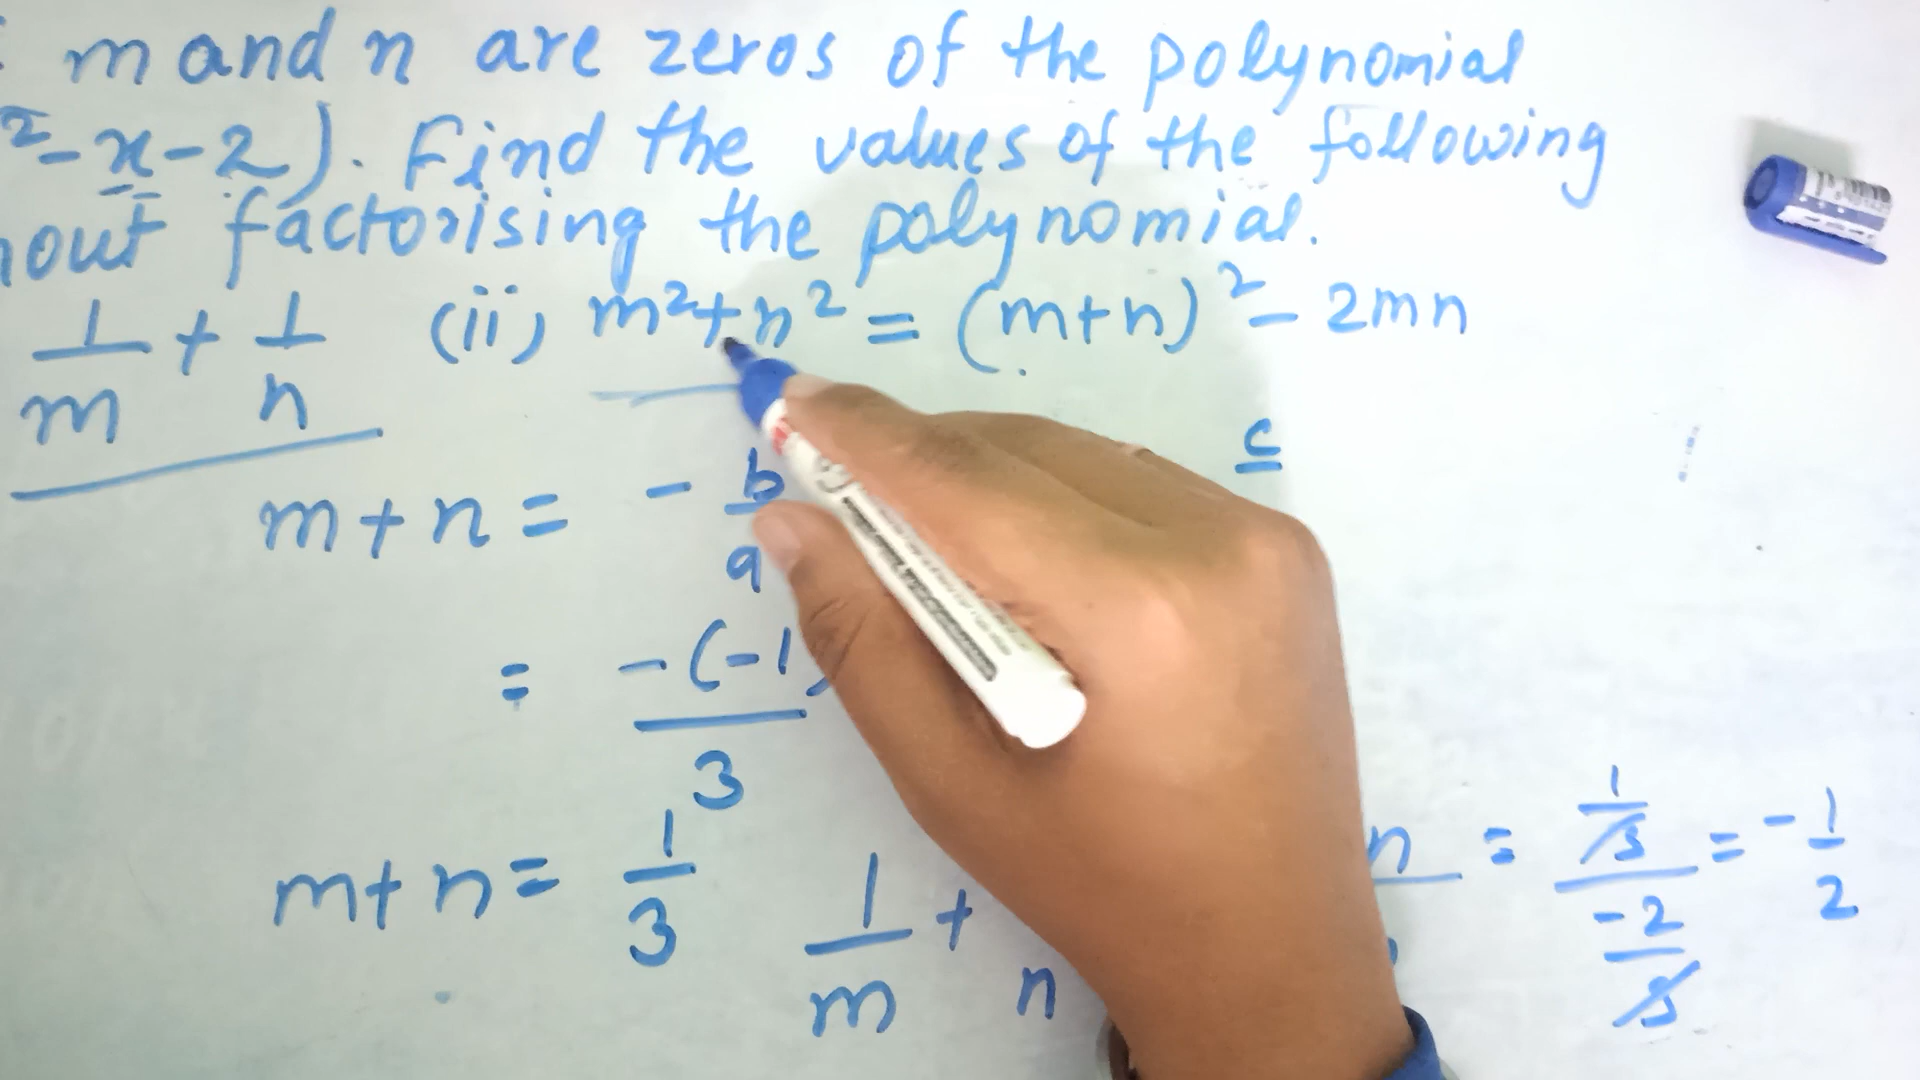 m and n are zeros of the polynomial
²-x-2). Find the values of the following
out factorising the polynomial.
1/m + 1/n (ii) m²+n² = (m+n)² - 2mn
m+n = - b/a c
= -(-1)/3
m+n = 1/3
1/m + n n = 1/3 / -2/3 = - 1/2